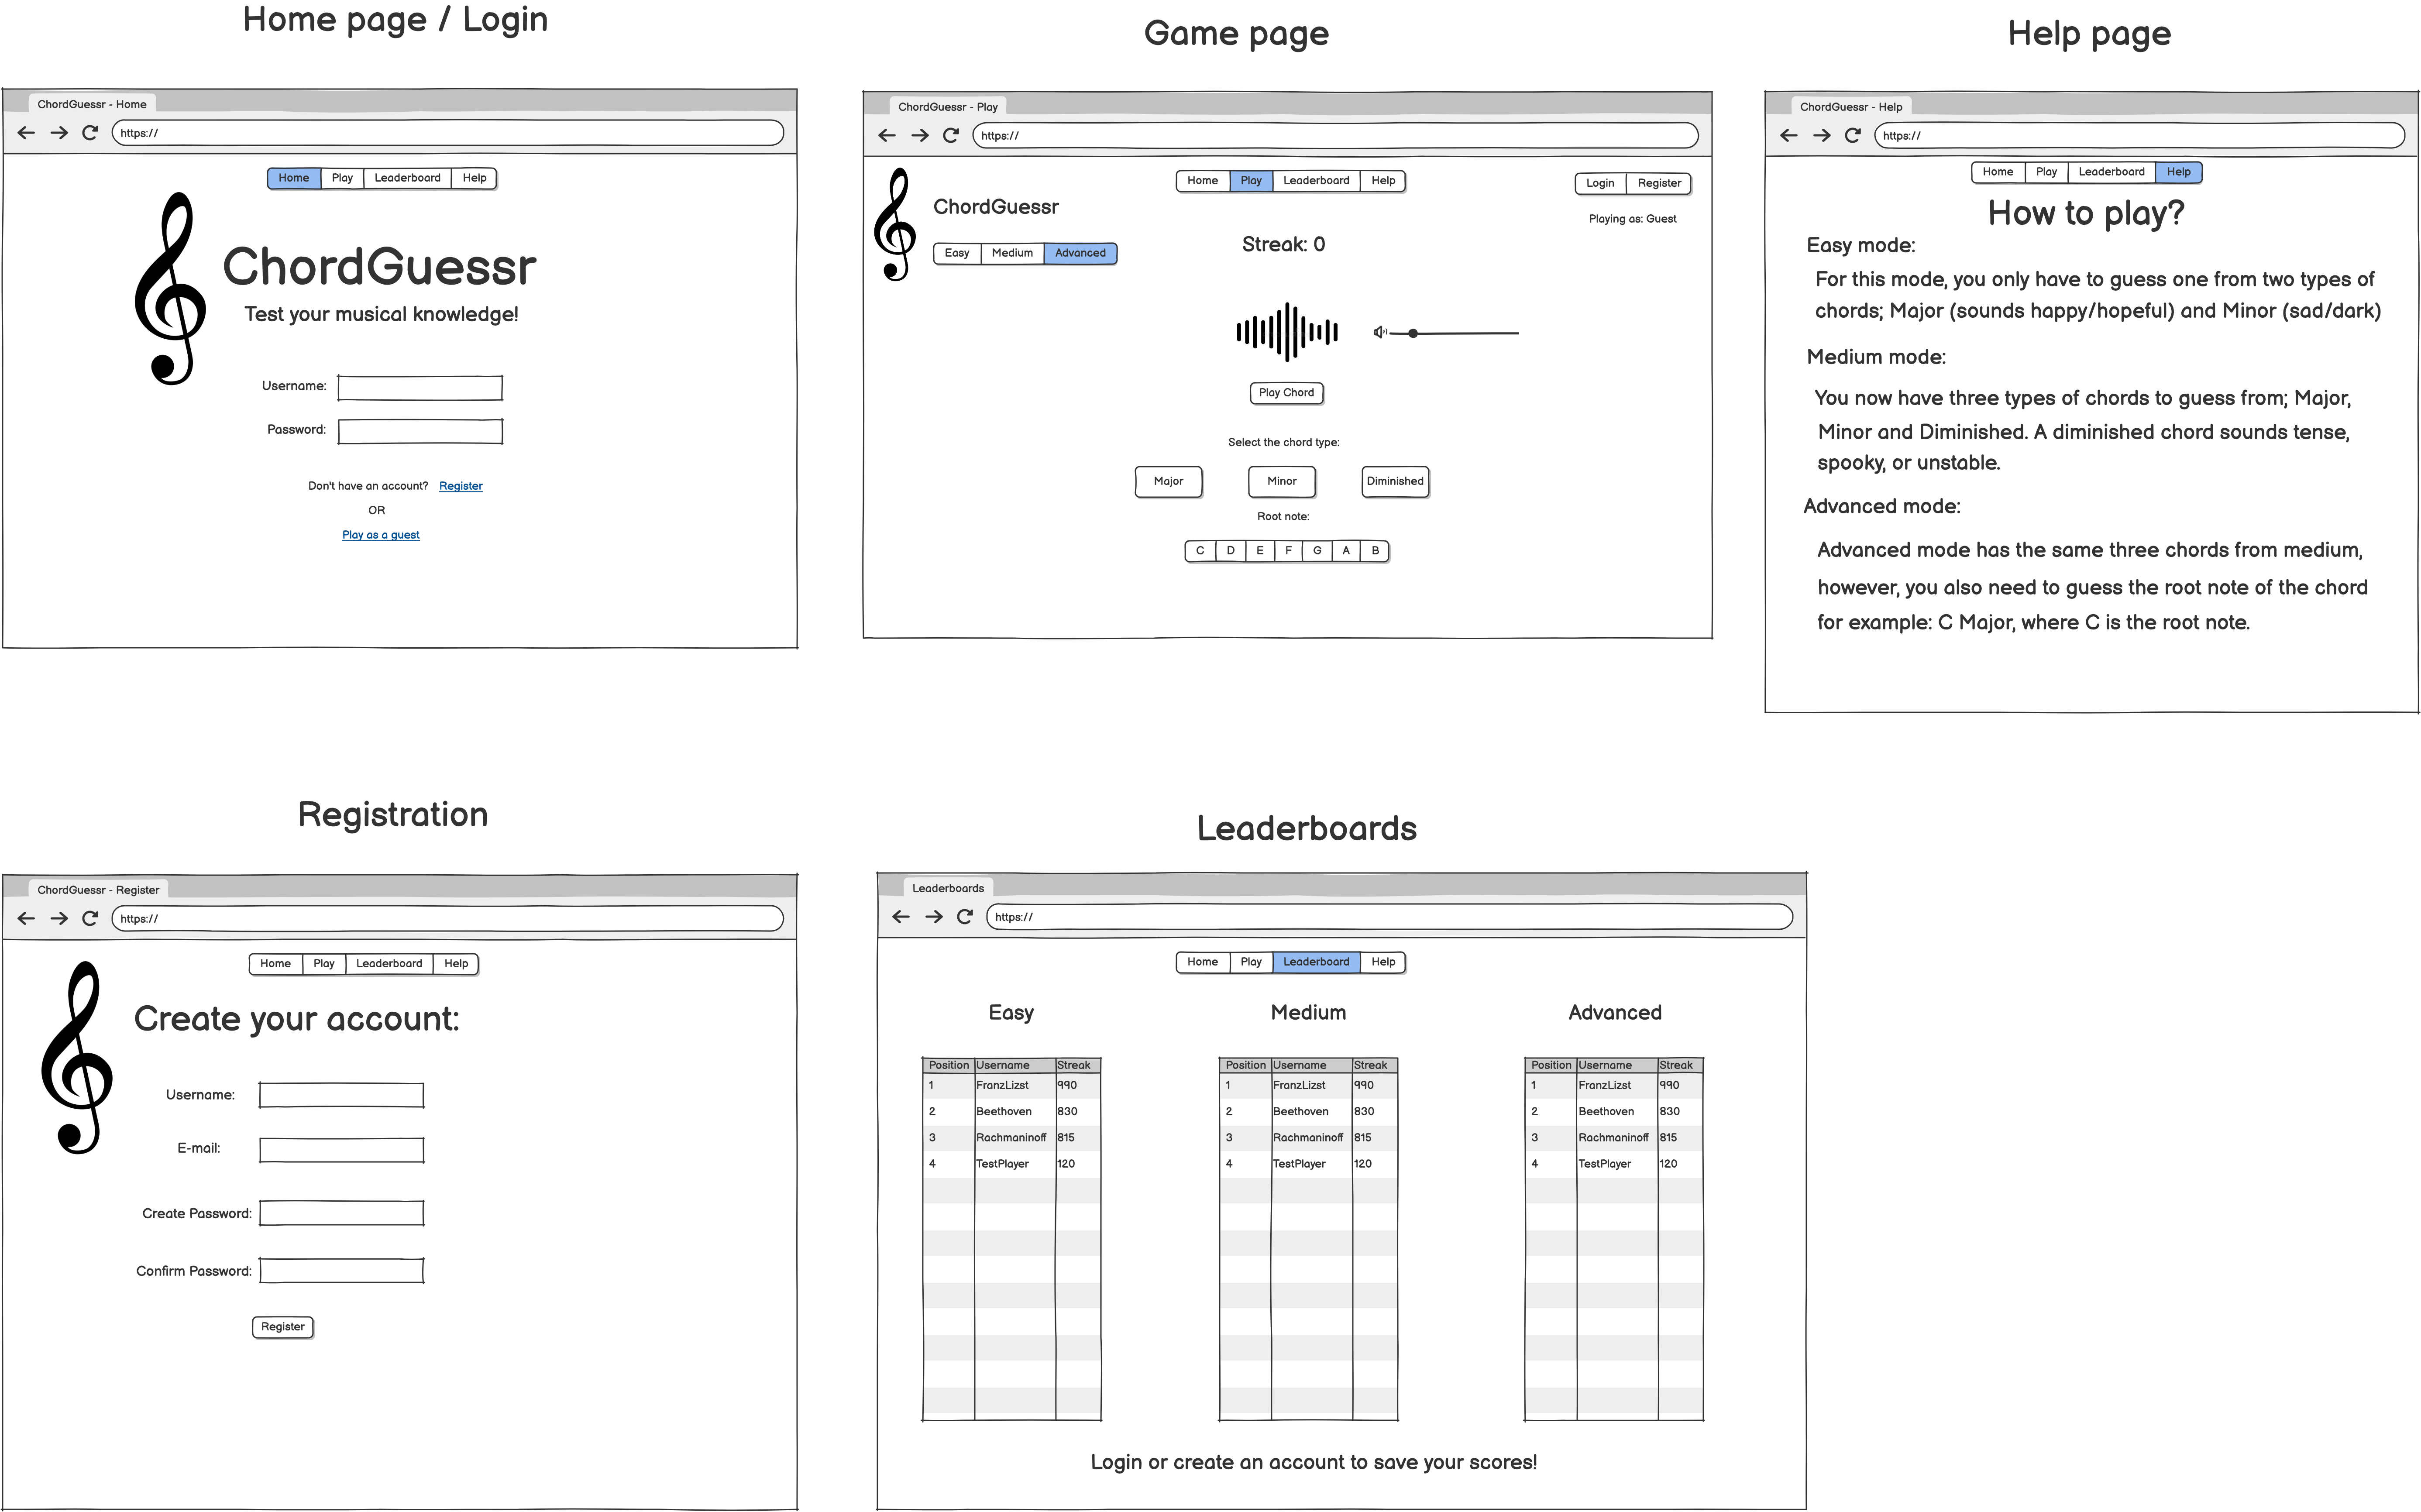 Home page / Login
ChordGuessr - Home
https://
Home Play Leaderboard Help
ChordGuessr
Test your musical knowledge!
Username:
Password:
Don't have an account? Register
OR
Play as a guest
Game page
ChordGuessr - Play
https://
Home Play Leaderboard Help
Login Register
ChordGuessr
Playing as: Guest
Streak: 0
Easy Medium Advanced
Play Chord
Select the chord type:
Major Minor Diminished
Root note:
C D E F G A B
Help page
ChordGuessr - Help
https://
Home Play Leaderboard Help
How to play?
Easy mode:
For this mode, you only have to guess one from two types of
chords; Major (sounds happy/hopeful) and Minor (sad/dark)
Medium mode:
You now have three types of chords to guess from; Major,
Minor and Diminished. A diminished chord sounds tense,
spooky, or unstable.
Advanced mode:
Advanced mode has the same three chords from medium,
however, you also need to guess the root note of the chord
for example: C Major, where C is the root note.
Registration
ChordGuessr - Register
https://
Home Play Leaderboard Help
Create your account:
Username:
E-mail:
Create Password:
Confirm Password:
Register
Leaderboards
Leaderboards
https://
Home Play Leaderboard Help
Easy
Position Username Streak
1 FranzLizst 990
2 Beethoven 830
3 Rachmaninoff 815
4 TestPlayer 120
Medium
Position Username Streak
1 FranzLizst 990
2 Beethoven 830
3 Rachmaninoff 815
4 TestPlayer 120
Advanced
Position Username Streak
1 FranzLizst 990
2 Beethoven 830
3 Rachmaninoff 815
4 TestPlayer 120
Login or create an account to save your scores!